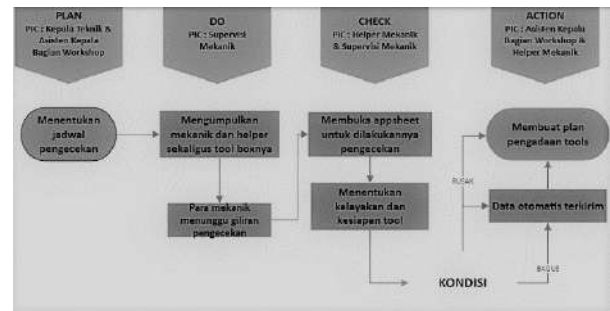 PLAN
PIC : Kepala Teknik &
Asisten Kepala
Bagian Workshop
DO
PIC : Supervisi
Mekanik
CHECK
PIC : Helper Mekanik
& Supervisi Mekanik
ACTION
PIC : Asisten Kepala
Bagian Workshop &
Helper Mekanik
Menentukan
jadwal
pengecekan
Mengumpulkan
mekanik dan helper
sekaligus tool boxnya
Para mekanik
menunggu giliran
pengecekan
Membuka appsheet
untuk dilakukannya
pengecekan
Menentukan
kelayakan dan
kesiapan tool
KONDISI
RUSAK
BAGUS
Data otomatis terkirim
Membuat plan
pengadaan tools